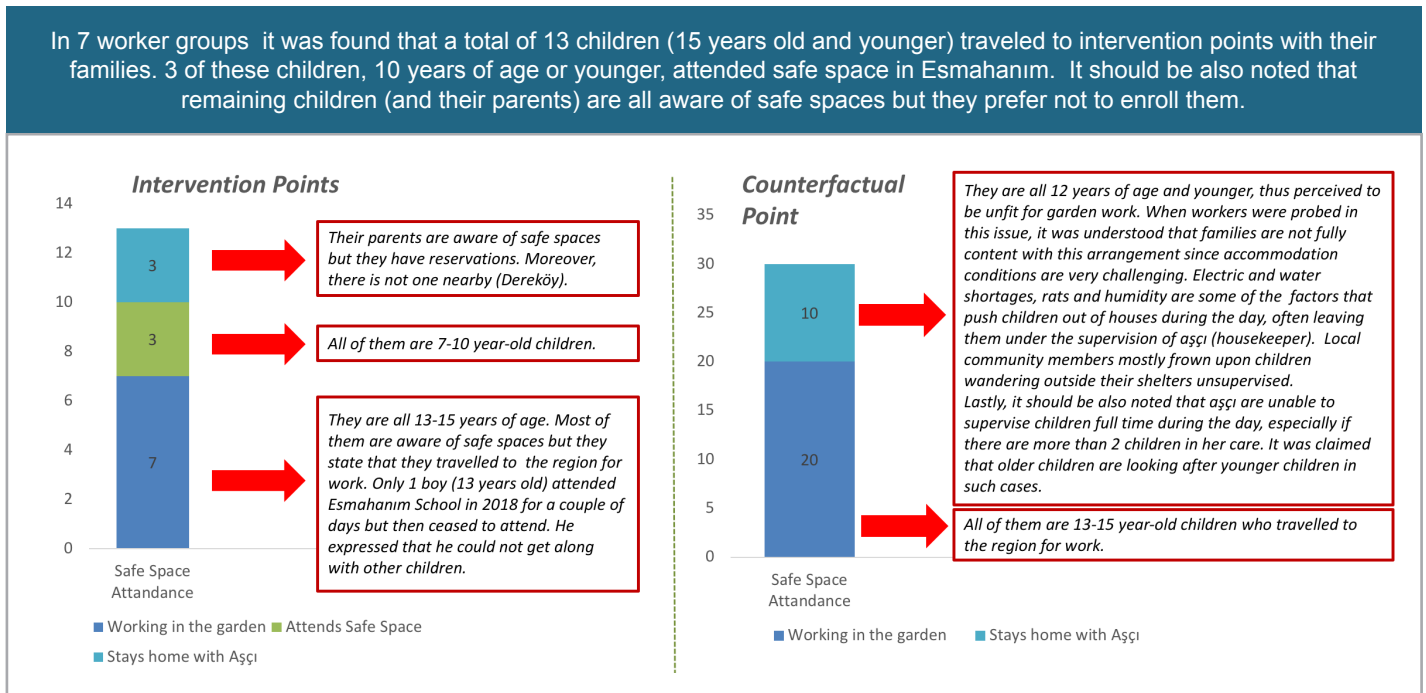 In 7 worker groups it was found that a total of 13 children (15 years old and younger) traveled to intervention points with their
families. 3 of these children, 10 years of age or younger, attended safe space in Esmahanım. It should be also noted that
remaining children (and their parents) are all aware of safe spaces but they prefer not to enroll them.
Intervention Points
14
12
10
8
6
4
2
0
3
3
7
Safe Space
Attandance
Their parents are aware of safe spaces
but they have reservations. Moreover,
there is not one nearby (Dereköy).
All of them are 7-10 year-old children.
They are all 13-15 years of age. Most of
them are aware of safe spaces but they
state that they travelled to the region for
work. Only 1 boy (13 years old) attended
Esmahanım School in 2018 for a couple of
days but then ceased to attend. He
expressed that he could not get along
with other children.
Working in the garden
Attends Safe Space
Stays home with Aşçı
Counterfactual
Point
35
30
25
20
15
10
5
0
10
20
Safe Space
Attandance
They are all 12 years of age and younger, thus perceived to
be unfit for garden work. When workers were probed in
this issue, it was understood that families are not fully
content with this arrangement since accommodation
conditions are very challenging. Electric and water
shortages, rats and humidity are some of the factors that
push children out of houses during the day, often leaving
them under the supervision of aşçı (housekeeper). Local
community members mostly frown upon children
wandering outside their shelters unsupervised.
Lastly, it should be also noted that aşçı are unable to
supervise children full time during the day, especially if
there are more than 2 children in her care. It was claimed
that older children are looking after younger children in
such cases.
All of them are 13-15 year-old children who travelled to
the region for work.
Working in the garden
Stays home with Aşçı